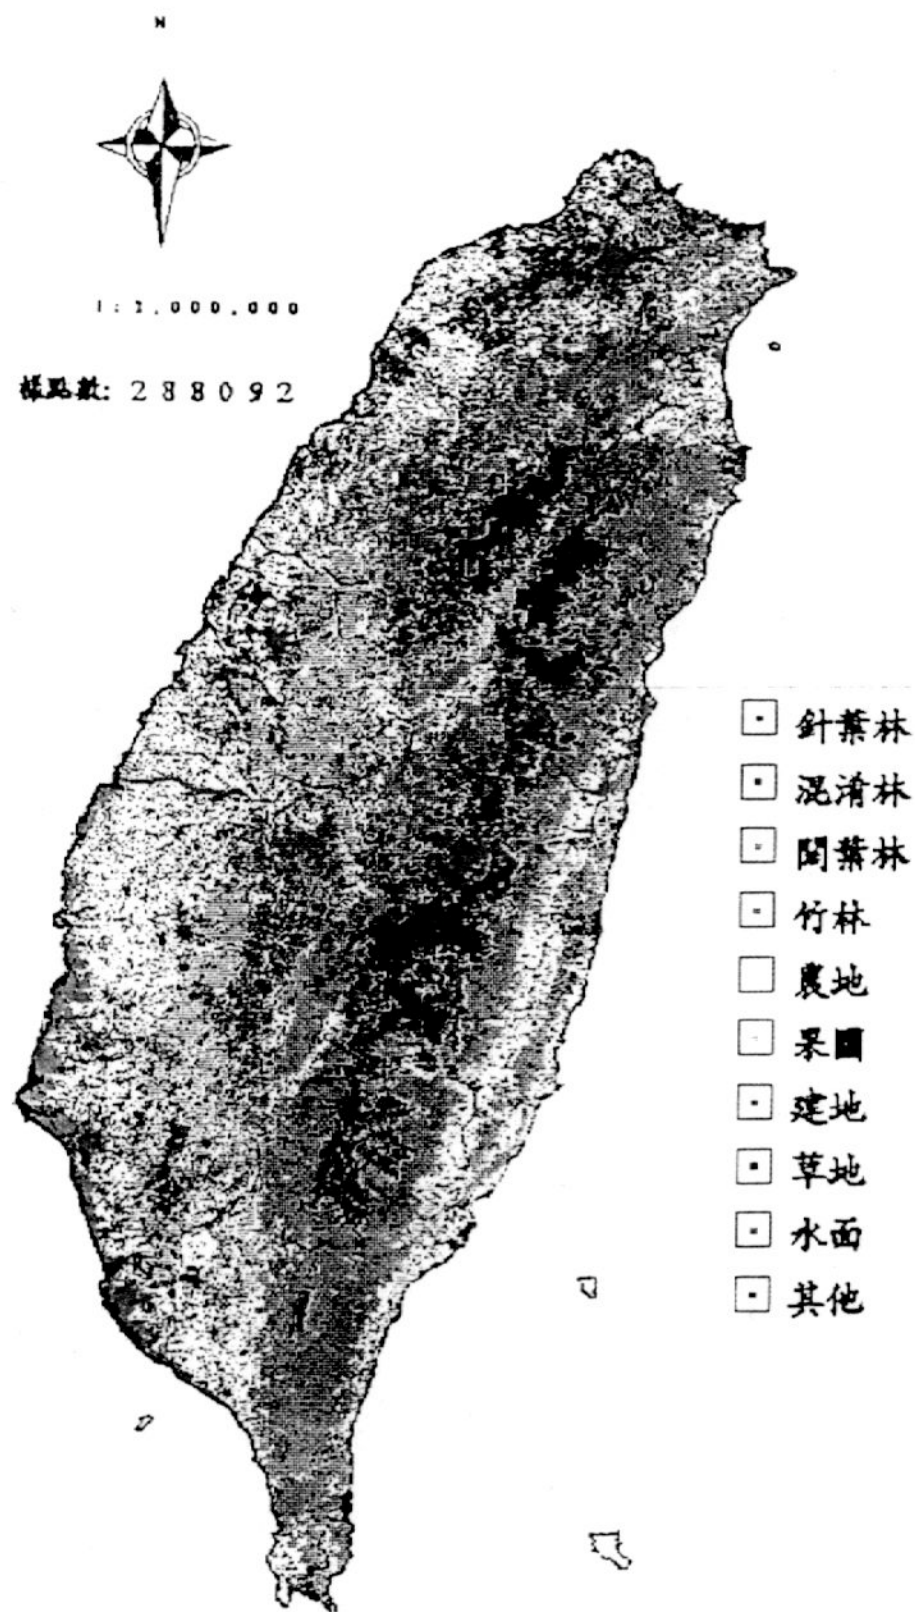 N
1:1,000,000
樣點數: 288092
針葉林
混淆林
闊葉林
竹林
農地
果園
建地
草地
水面
其他